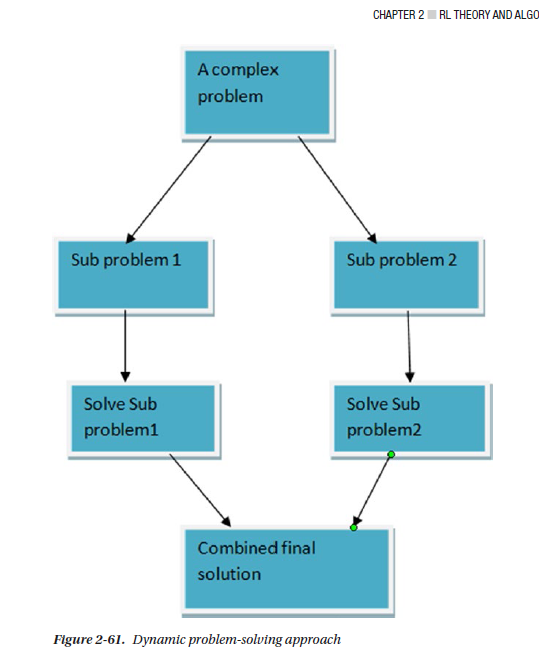 CHAPTER 2 ■ RL THEORY AND ALGO
A complex
problem
Sub problem 1
Sub problem 2
Solve Sub
problem1
Solve Sub
problem2
Combined final
solution
Figure 2-61. Dynamic problem-solving approach